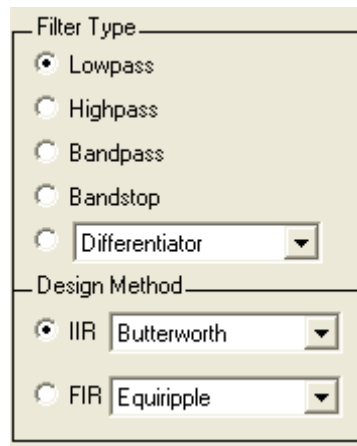 Filter Type
Lowpass
Highpass
Bandpass
Bandstop
Differentiator
Design Method
IIR Butterworth
FIR Equiripple